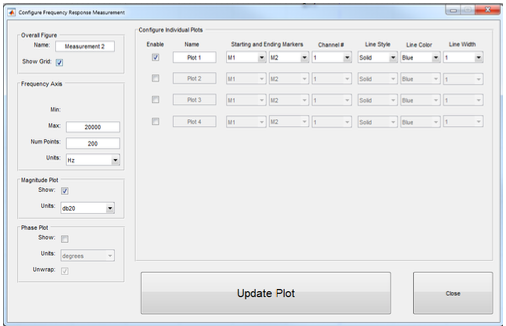 Configure Frequency Response Measurement
Overall Figure
Name: Measurement 2
Show Grid:
Frequency Axis
Min:
Max: 20000
Num Points: 200
Units: Hz
Magnitude Plot
Show:
Units: db20
Phase Plot
Show:
Units: degrees
Unwrap:
Configure Individual Plots
Enable Name Starting and Ending Markers Channel # Line Style Line Color Line Width
Plot 1 M1 M2 1 Solid Blue 1
Plot 2 M1 M2 1 Solid Blue 1
Plot 3 M1 M2 1 Solid Blue 1
Plot 4 M1 M2 1 Solid Blue 1
Update Plot
Close